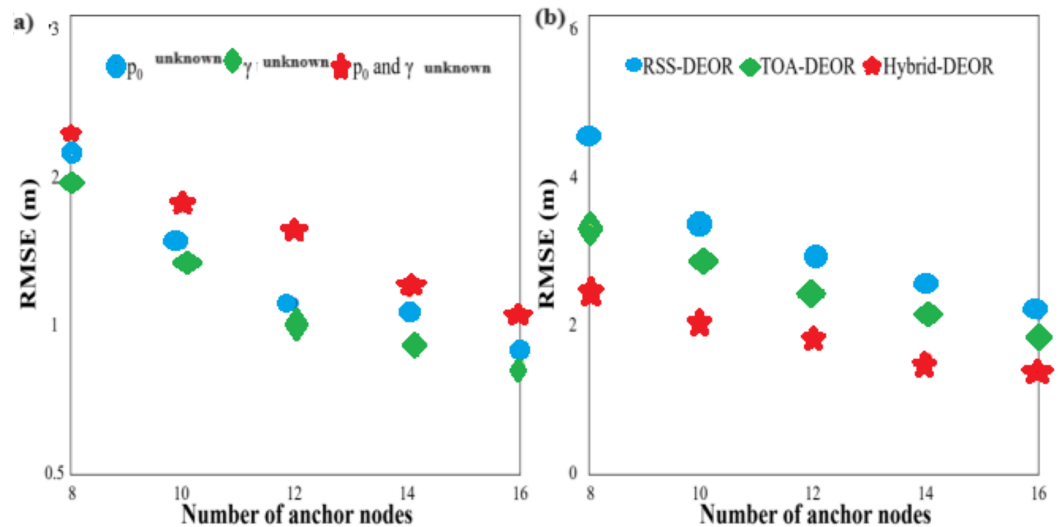 a)
3
p₀ unknown γ unknown p₀ and γ unknown
2
1
0.5
RMSE (m)
8 10 12 14 16
Number of anchor nodes
(b)
6
RSS-DEOR TOA-DEOR Hybrid-DEOR
4
2
0
RMSE (m)
8 10 12 14 16
Number of anchor nodes